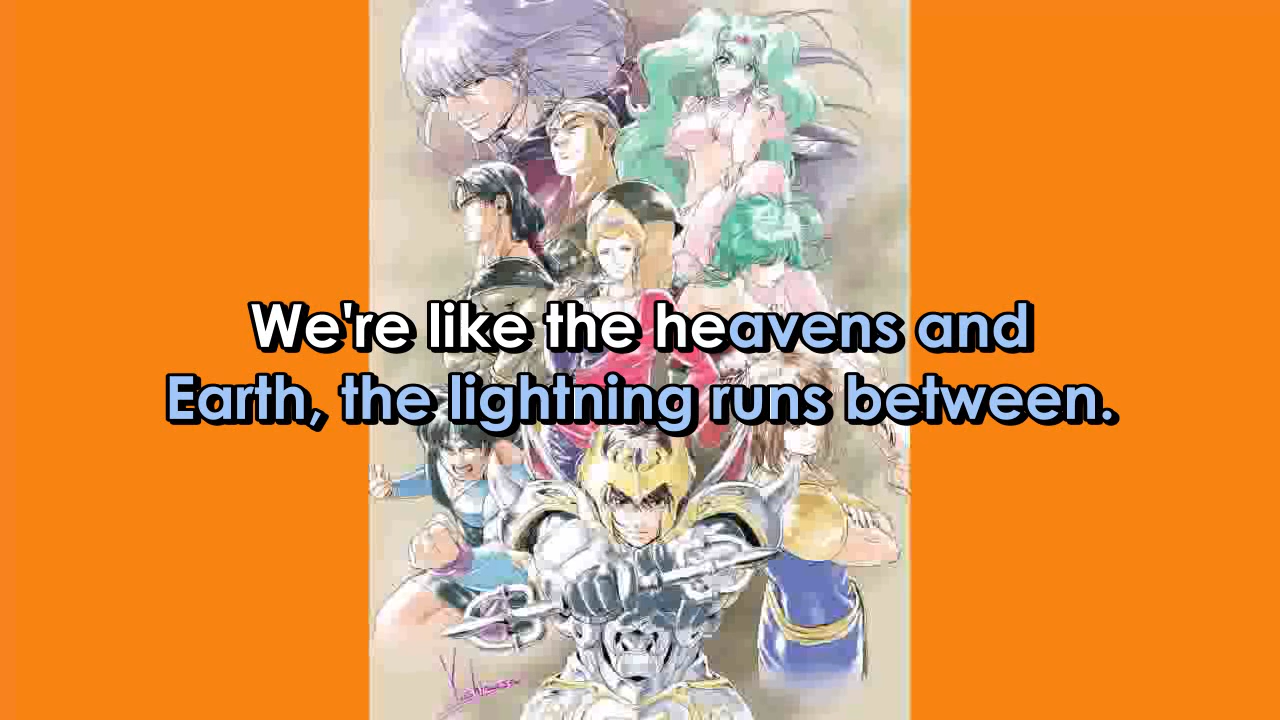 We're like the heavens and
Earth, the lightning runs between.